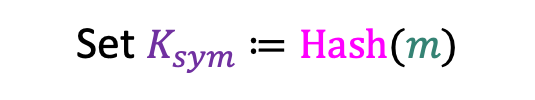 Set K_sym := Hash(m)